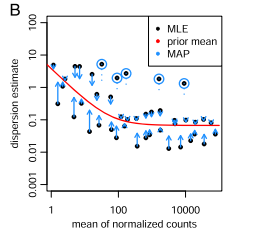 B
MLE
prior mean
MAP
dispersion estimate
100
10
1
0.1
0.01
0.001
1
100
10000
mean of normalized counts